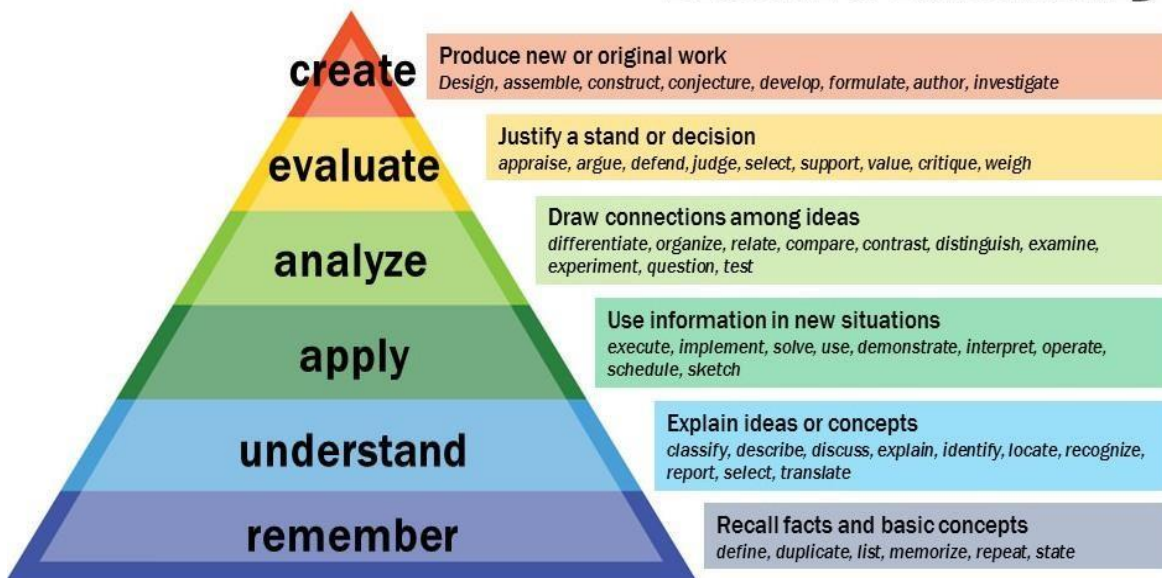 create
Produce new or original work
Design, assemble, construct, conjecture, develop, formulate, author, investigate
evaluate
Justify a stand or decision
appraise, argue, defend, judge, select, support, value, critique, weigh
analyze
Draw connections among ideas
differentiate, organize, relate, compare, contrast, distinguish, examine,
experiment, question, test
apply
Use information in new situations
execute, implement, solve, use, demonstrate, interpret, operate,
schedule, sketch
understand
Explain ideas or concepts
classify, describe, discuss, explain, identify, locate, recognize,
report, select, translate
remember
Recall facts and basic concepts
define, duplicate, list, memorize, repeat, state